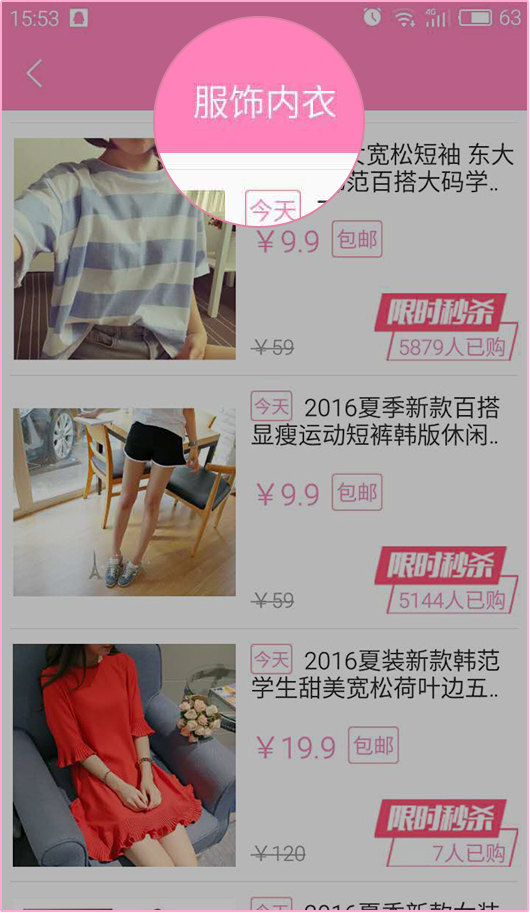 15:53
4G
63
服饰内衣
宽松短袖 东大
范百搭大码学..
今天
￥9.9 包邮
限时秒杀
￥59
5879人已购
今天 2016夏季新款百搭
显瘦运动短裤韩版休闲..
￥9.9 包邮
限时秒杀
￥59
5144人已购
今天 2016夏装新款韩范
学生甜美宽松荷叶边五..
￥19.9 包邮
限时秒杀
￥120
7人已购
今天 2016夏季新款女装